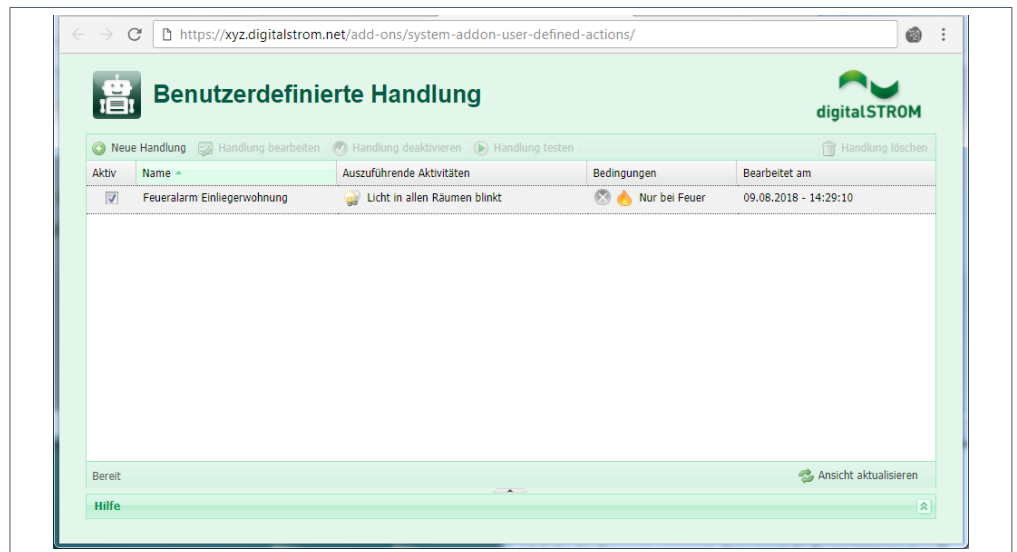 https://xyz.digitalstrom.net/add-ons/system-addon-user-defined-actions/
Benutzerdefinierte Handlung
digitalSTROM
Neue Handlung Handlung bearbeiten Handlung deaktivieren Handlung testen Handlung löschen
Aktiv Name Auszuführende Aktivitäten Bedingungen Bearbeitet am
Feueralarm Einliegerwohnung Licht in allen Räumen blinkt Nur bei Feuer 09.08.2018 - 14:29:10
Bereit Ansicht aktualisieren
Hilfe